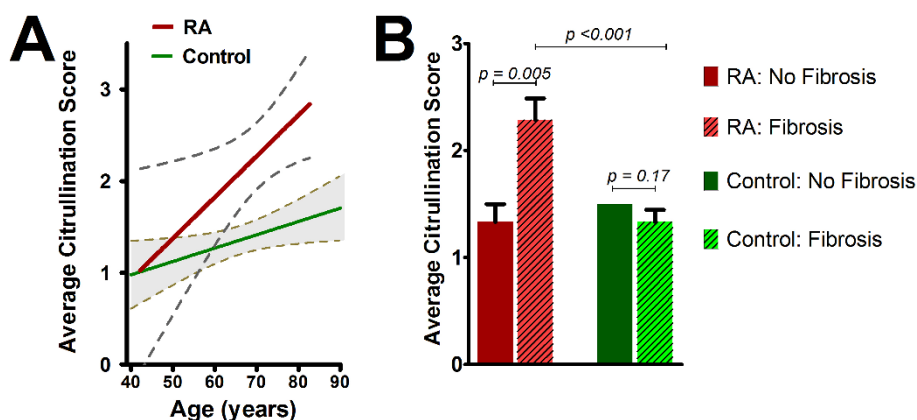 A
RA
Control
Average Citrullination Score
3
2
1
0
40 50 60 70 80 90
Age (years)
B
Average Citrullination Score
3
2
1
0
p <0.001
p = 0.005
p = 0.17
RA: No Fibrosis
RA: Fibrosis
Control: No Fibrosis
Control: Fibrosis